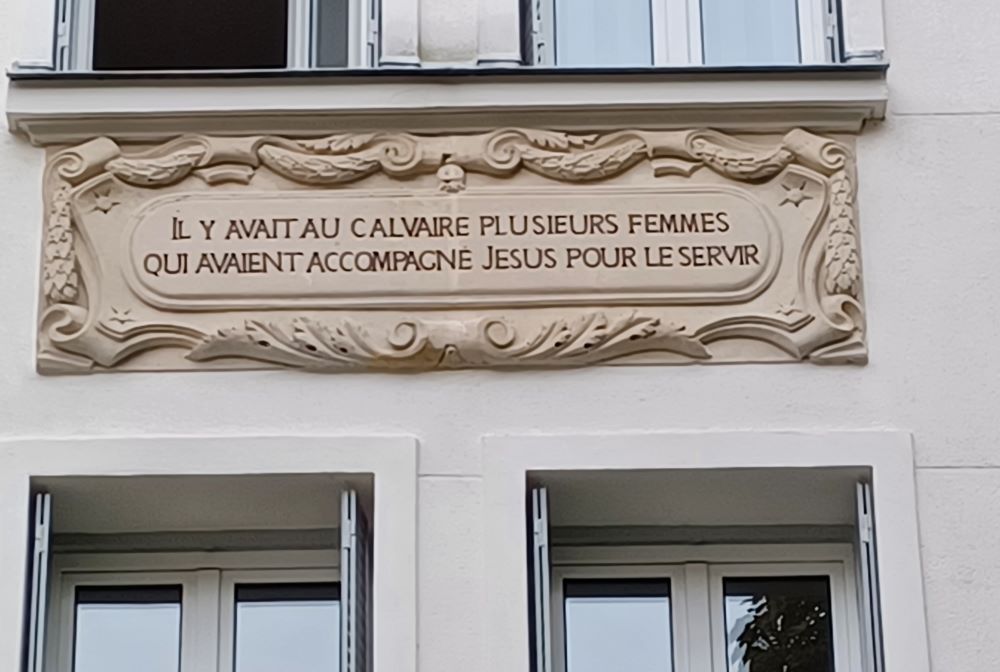 IL Y AVAIT AU CALVAIRE PLUSIEURS FEMMES
QUI AVAIENT ACCOMPAGNÉ JESUS POUR LE SERVIR